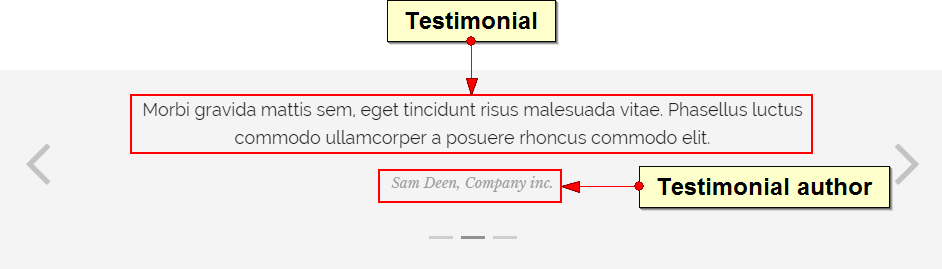 Testimonial
Morbi gravida mattis sem, eget tincidunt risus malesuada vitae. Phasellus luctus
commodo ullamcorper a posuere rhoncus commodo elit.
Sam Deen, Company inc.
Testimonial author